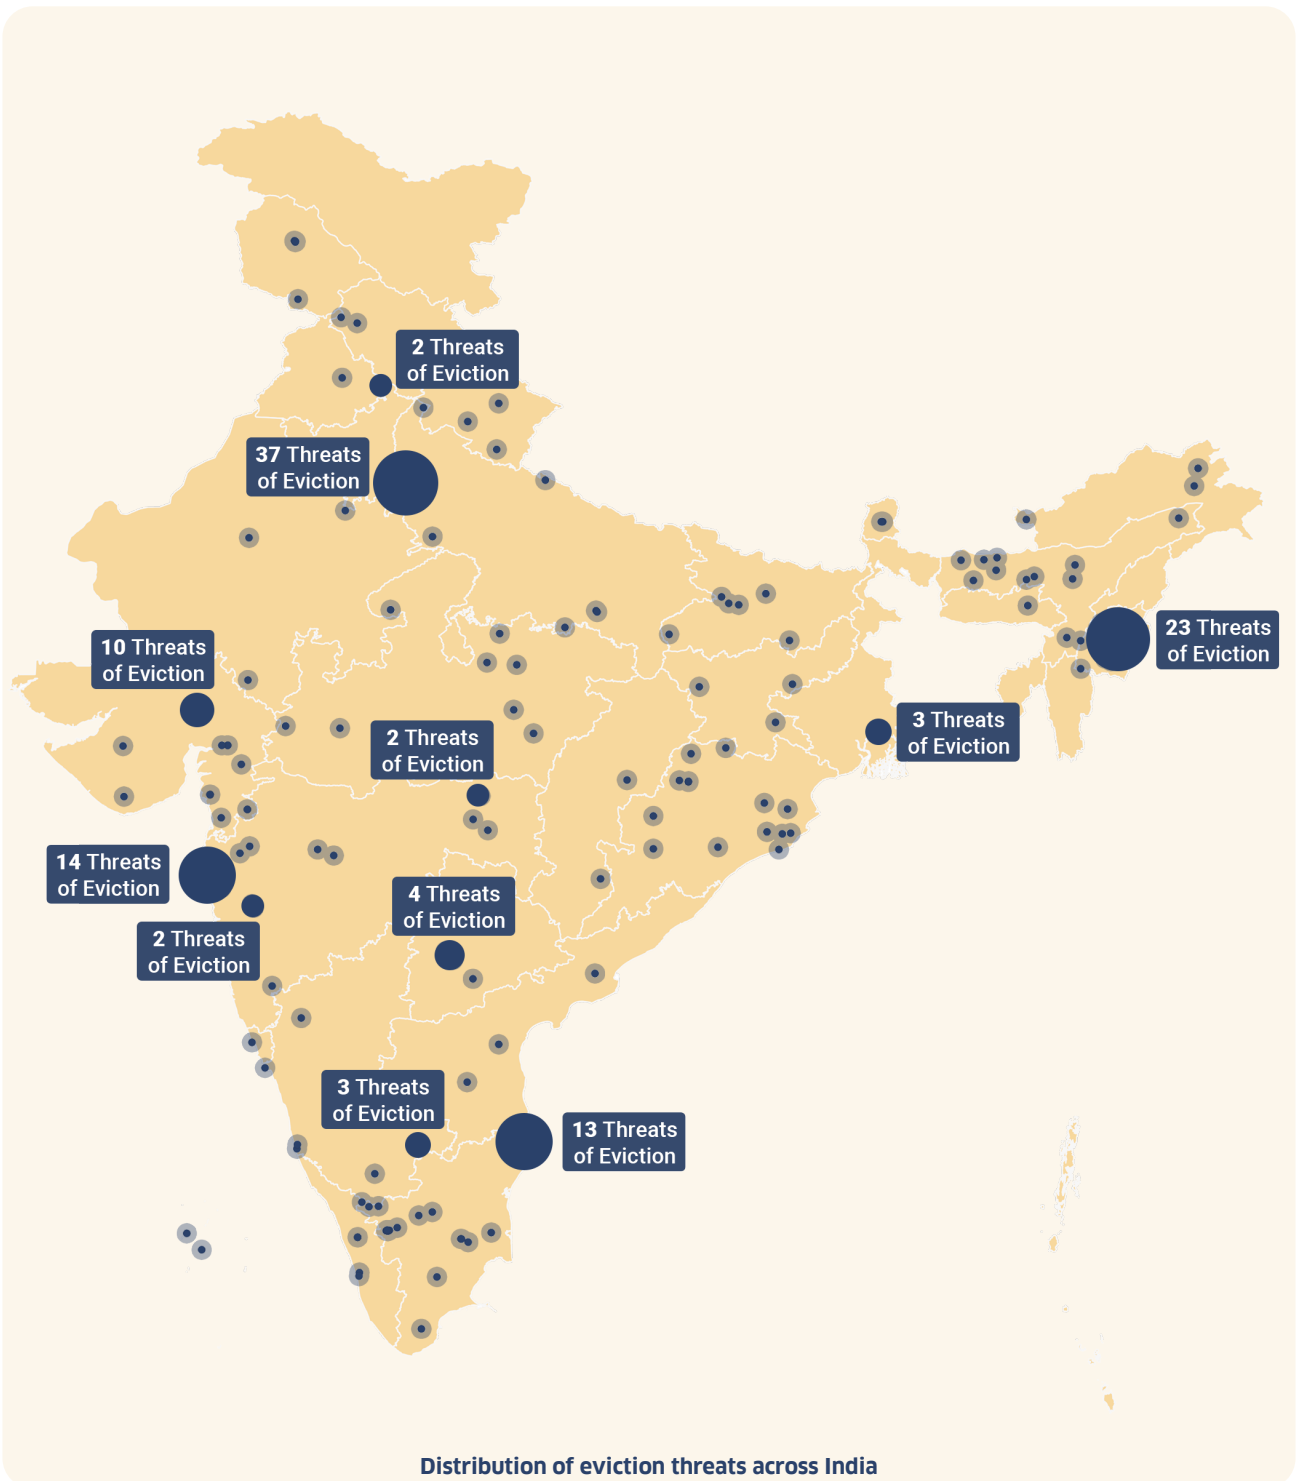 2 Threats
of Eviction
37 Threats
of Eviction
23 Threats
of Eviction
10 Threats
of Eviction
3 Threats
of Eviction
2 Threats
of Eviction
14 Threats
of Eviction
4 Threats
of Eviction
2 Threats
of Eviction
3 Threats
of Eviction
13 Threats
of Eviction
Distribution of eviction threats across India